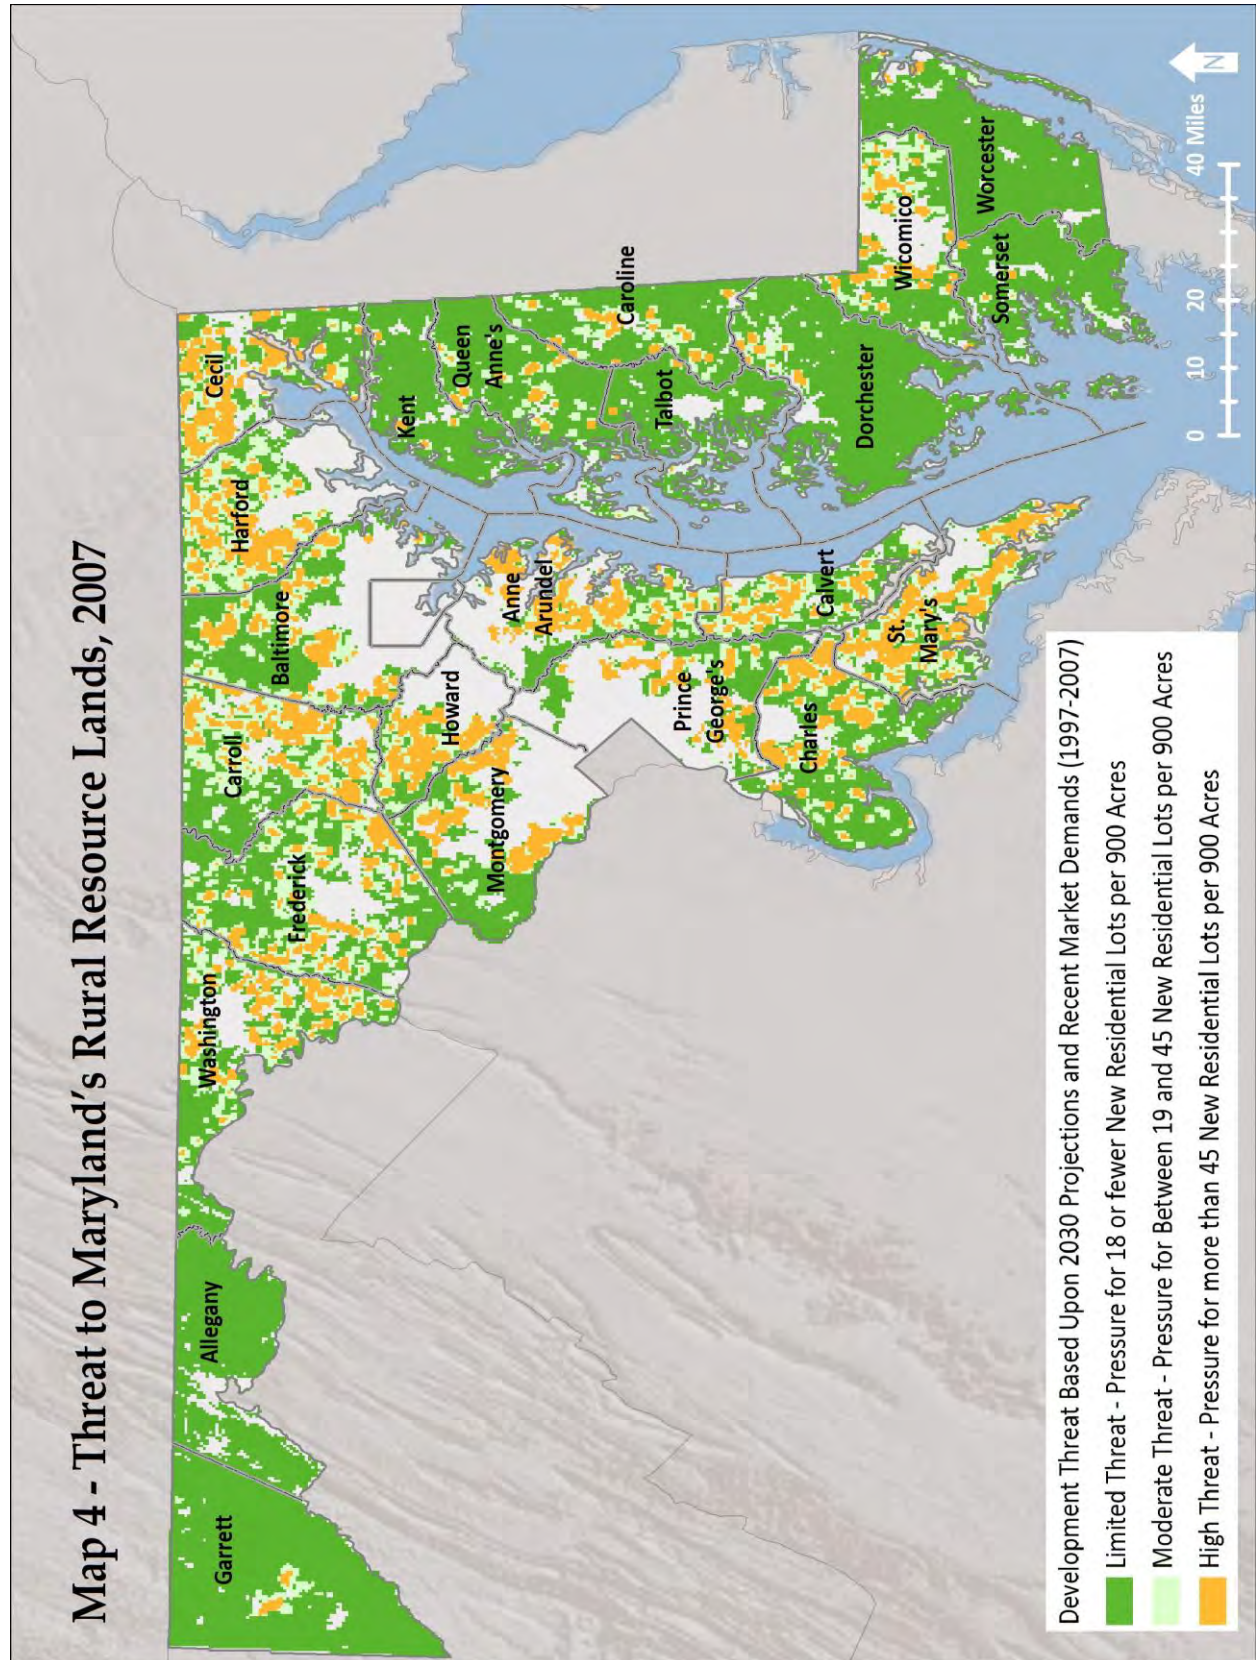 Map 4 - Threat to Maryland's Rural Resource Lands, 2007
Garrett
Allegany
Washington
Frederick
Carroll
Baltimore
Harford
Cecil
Montgomery
Howard
Anne
Arundel
Prince
George's
Charles
Calvert
St.
Mary's
Kent
Queen
Anne's
Caroline
Talbot
Dorchester
Wicomico
Somerset
Worcester
Development Threat Based Upon 2030 Projections and Recent Market Demands (1997-2007)
Limited Threat - Pressure for 18 or fewer New Residential Lots per 900 Acres
Moderate Threat - Pressure for Between 19 and 45 New Residential Lots per 900 Acres
High Threat - Pressure for more than 45 New Residential Lots per 900 Acres
0 10 20 40 Miles
N